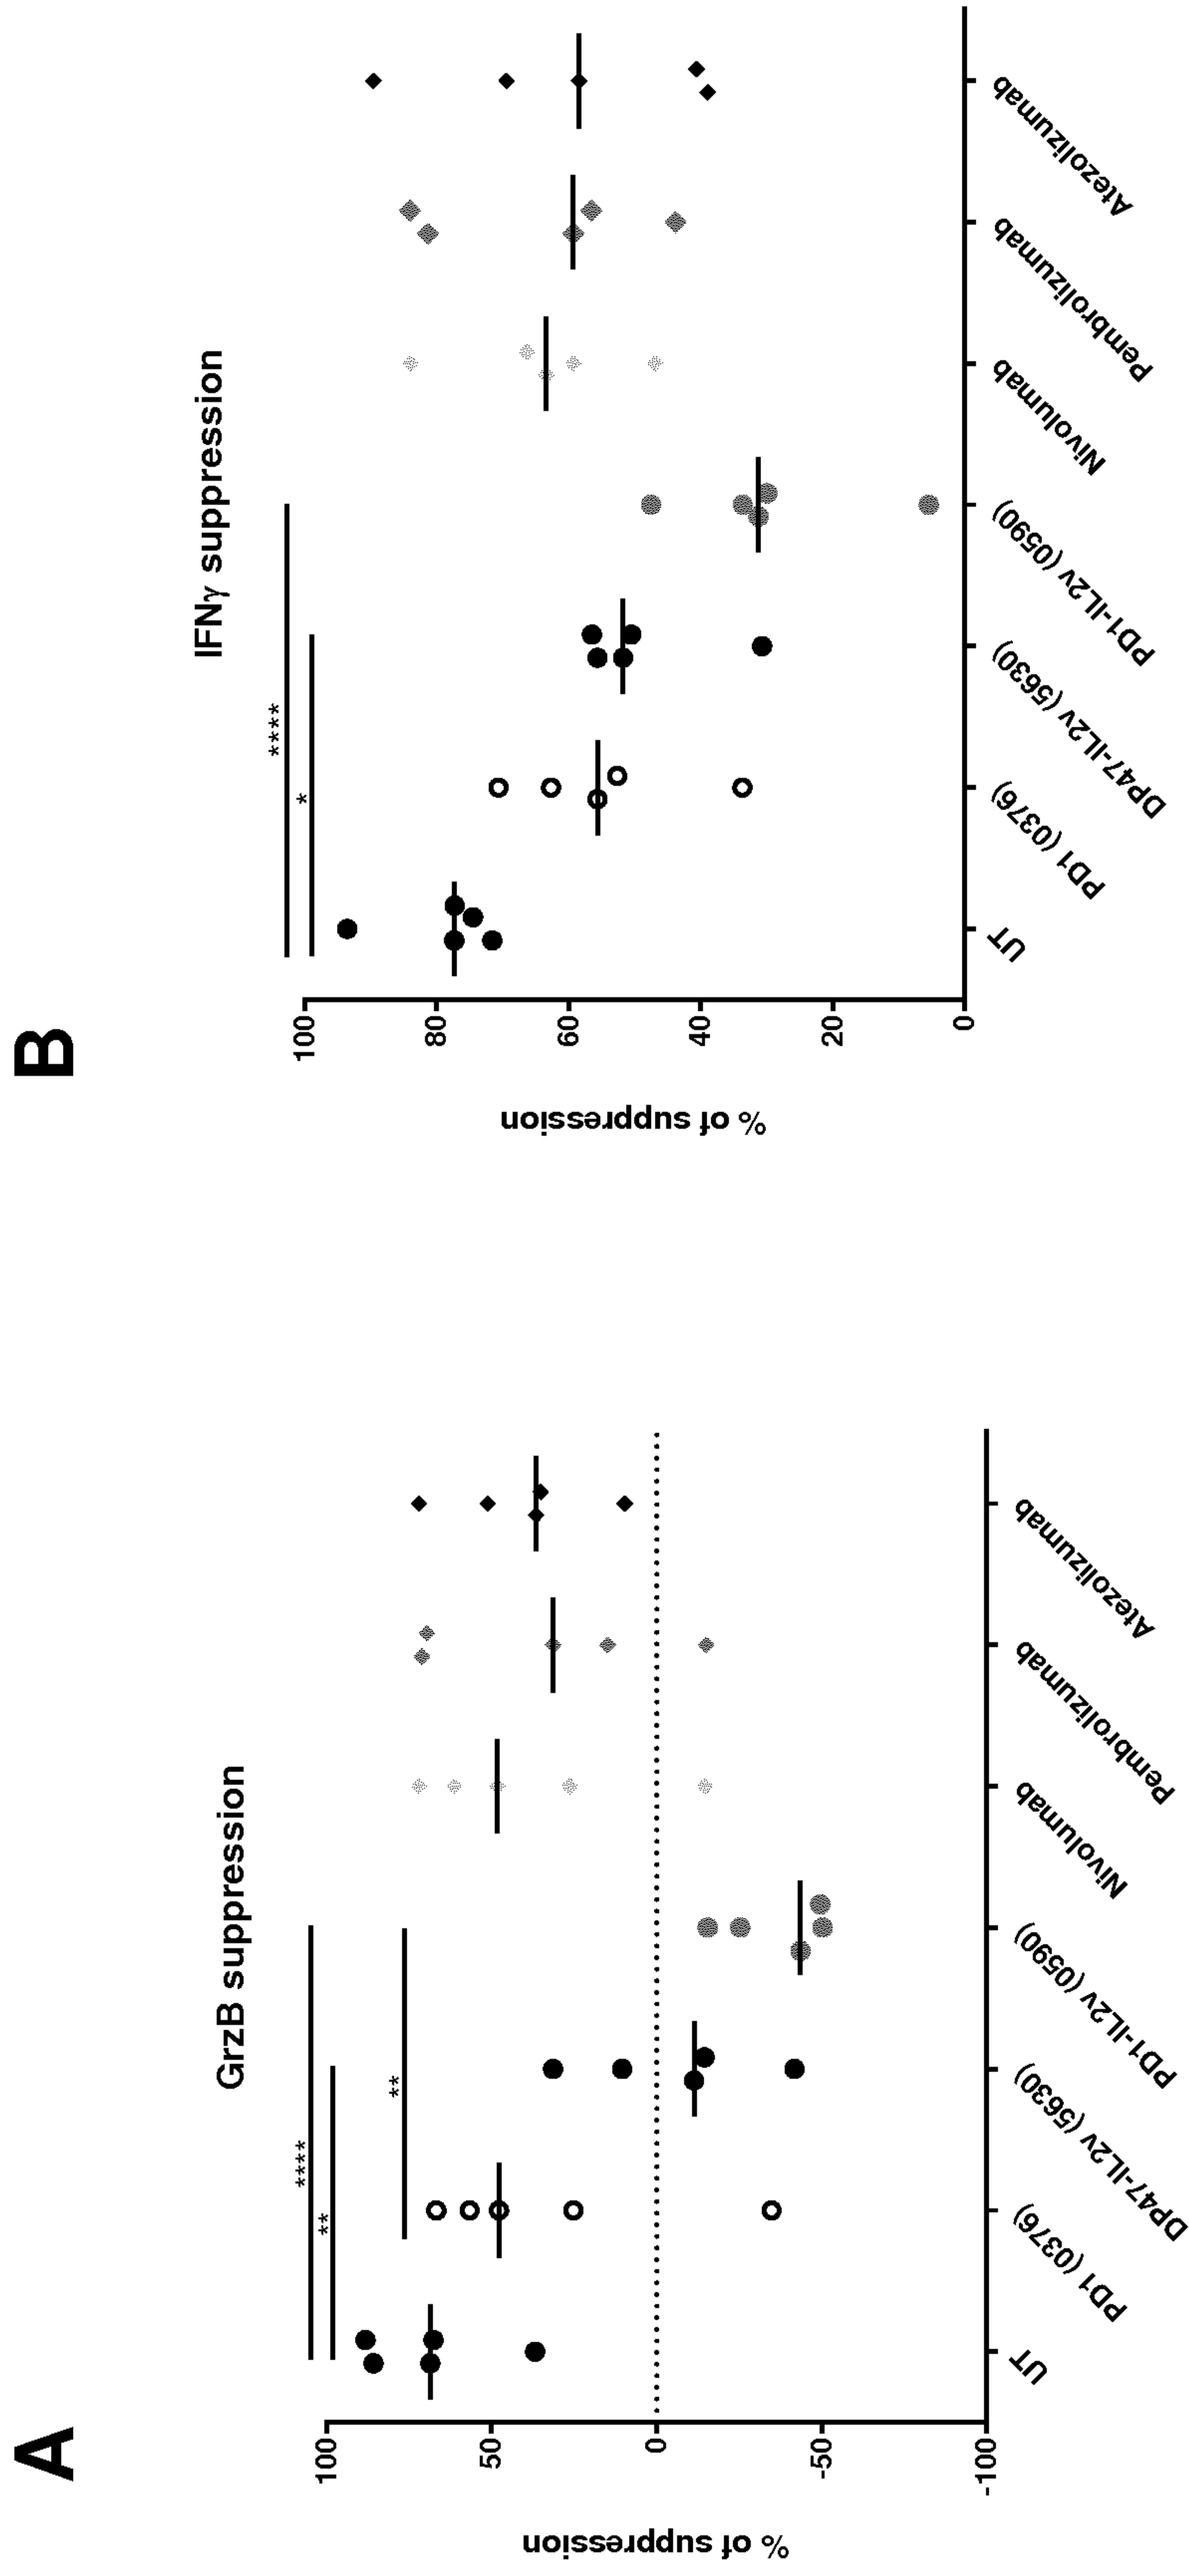 A
GrzB suppression
****
**
**
% of suppression
100
50
0
-50
-100
UT
PD1 (0376)
DP47-IL2v (5630)
PD1-IL2v (0590)
Nivolumab
Pembrolizumab
Atezolizumab
B
IFNγ suppression
****
*
% of suppression
100
80
60
40
20
0
UT
PD1 (0376)
DP47-IL2v (5630)
PD1-IL2v (0590)
Nivolumab
Pembrolizumab
Atezolizumab